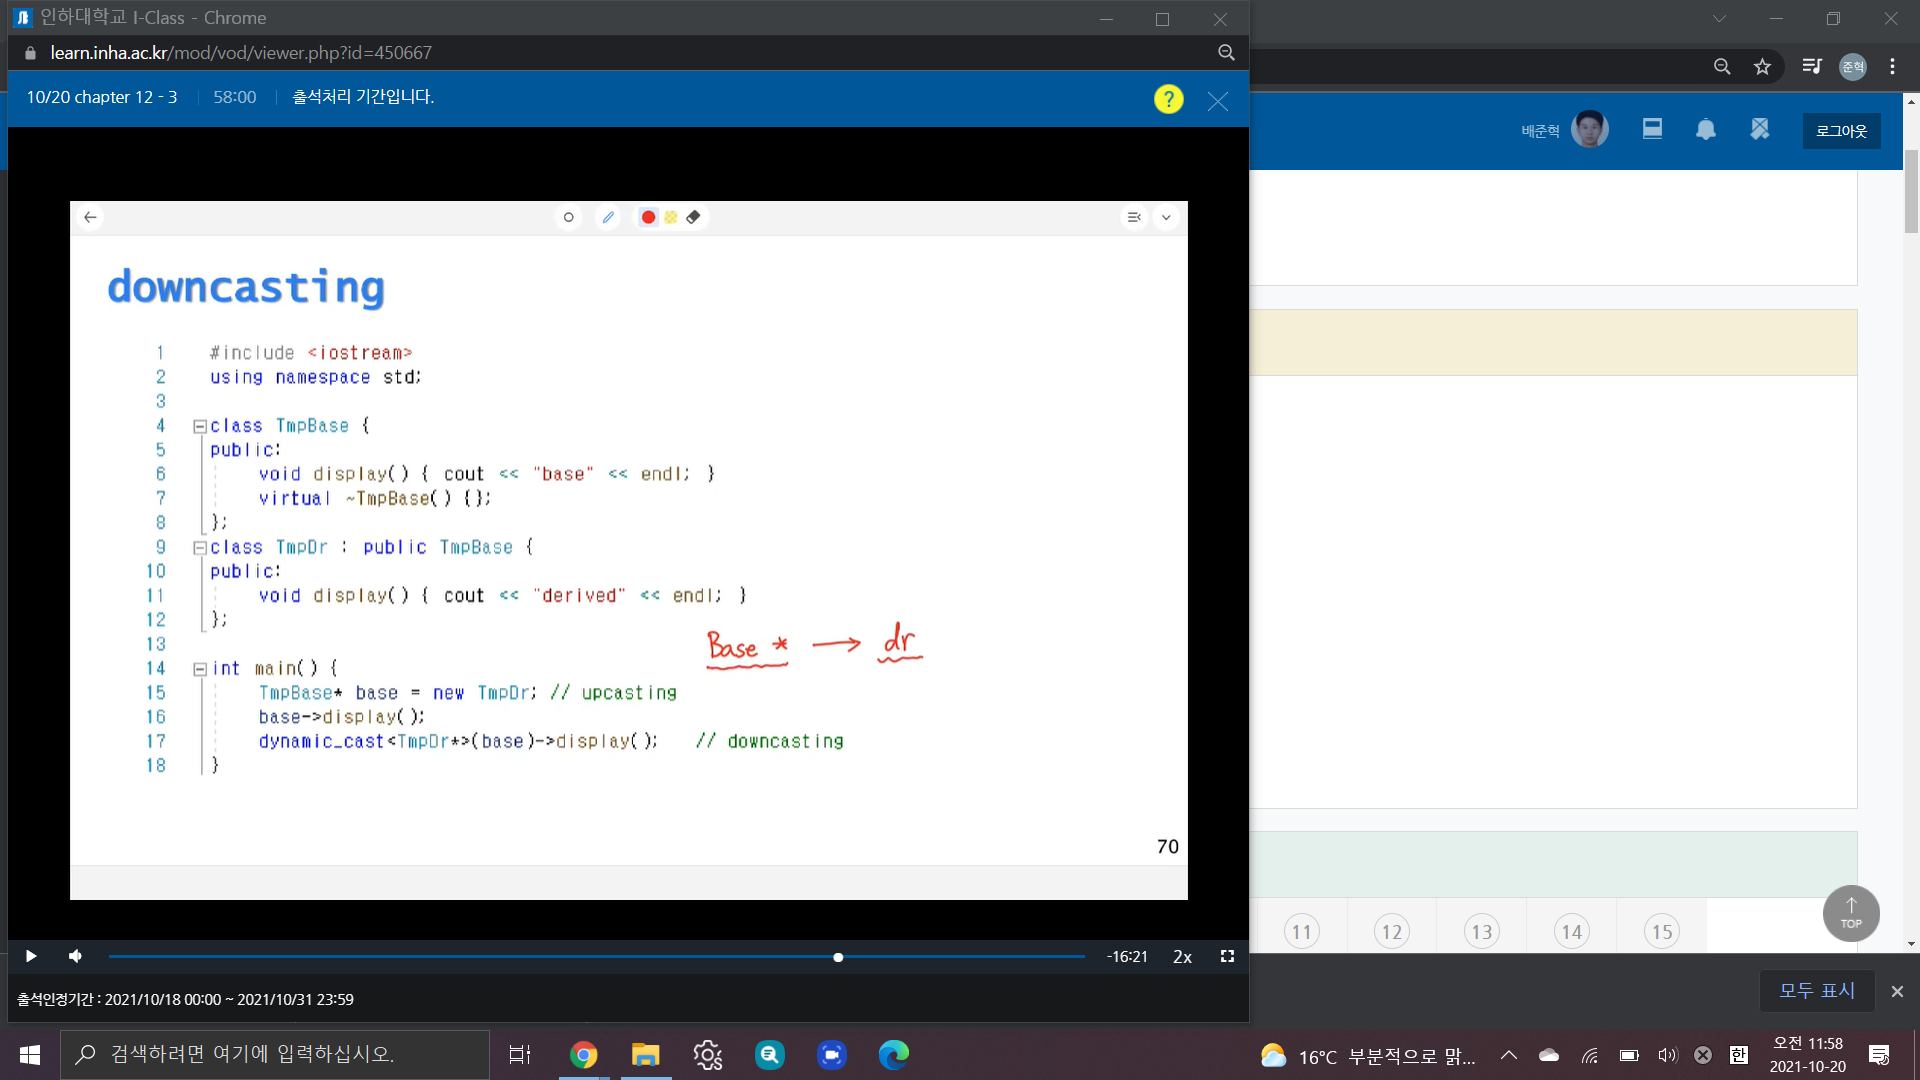 인하대학교 I-Class - Chrome
learn.inha.ac.kr/mod/vod/viewer.php?id=450667
준혁
10/20 chapter 12 - 3
58:00
출석처리 기간입니다.
?
배준혁
로그아웃
downcasting
1 #include <iostream>
2 using namespace std;
3
4 class TmpBase {
5 public:
6 void display() { cout << "base" << endl; }
7 virtual ~TmpBase() {};
8 };
9 class TmpDr : public TmpBase {
10 public:
11 void display() { cout << "derived" << endl; }
12 };
13
Base * → dr
14 int main() {
15 TmpBase* base = new TmpDr; // upcasting
16 base->display();
17 dynamic_cast<TmpDr*>(base)->display(); // downcasting
18 }
70
11 12 13 14 15
↑
TOP
-16:21
2x
출석인정기간 : 2021/10/18 00:00 ~ 2021/10/31 23:59
모두 표시
검색하려면 여기에 입력하십시오.
16°C 부분적으로 맑...
한
오전 11:58
2021-10-20